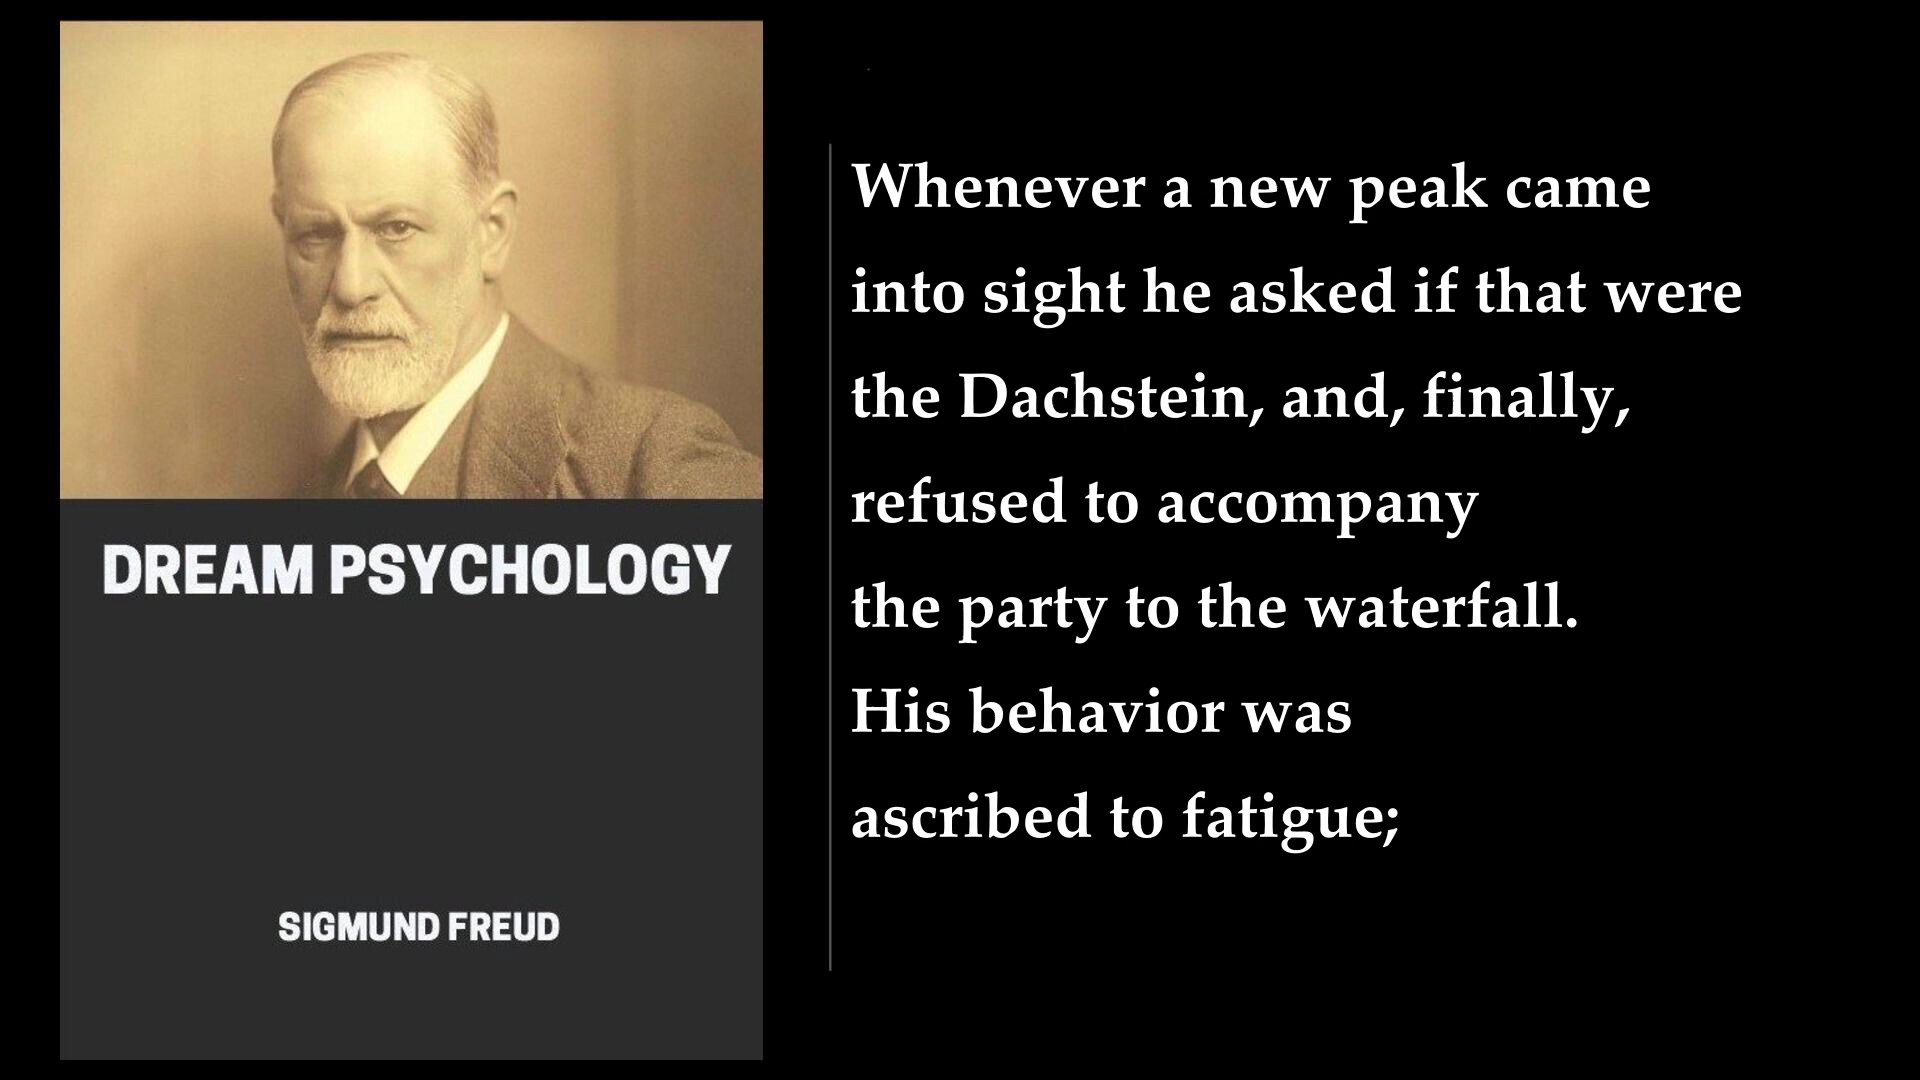 DREAM PSYCHOLOGY
SIGMUND FREUD
Whenever a new peak came
into sight he asked if that were
the Dachstein, and, finally,
refused to accompany
the party to the waterfall.
His behavior was
ascribed to fatigue;